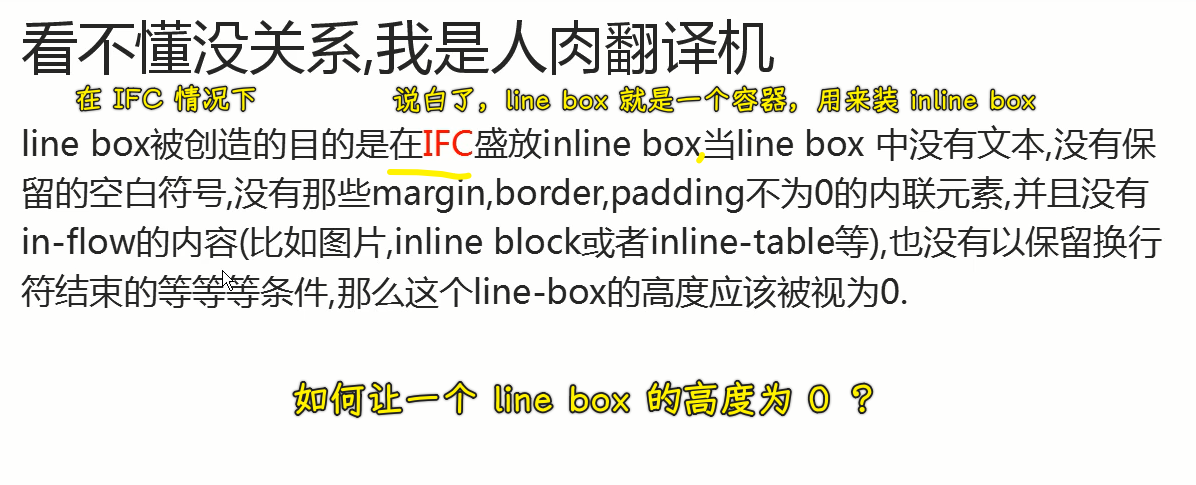 看不懂没关系,我是人肉翻译机
在 IFC 情况下
说白了，line box 就是一个容器，用来装 inline box
line box被创造的目的是在IFC盛放inline box,当line box 中没有文本,没有保
留的空白符号,没有那些margin,border,padding不为0的内联元素,并且没有
in-flow的内容(比如图片,inline block或者inline-table等),也没有以保留换行
符结束的等等等条件,那么这个line-box的高度应该被视为0.
如何让一个 line box 的高度为 0 ？